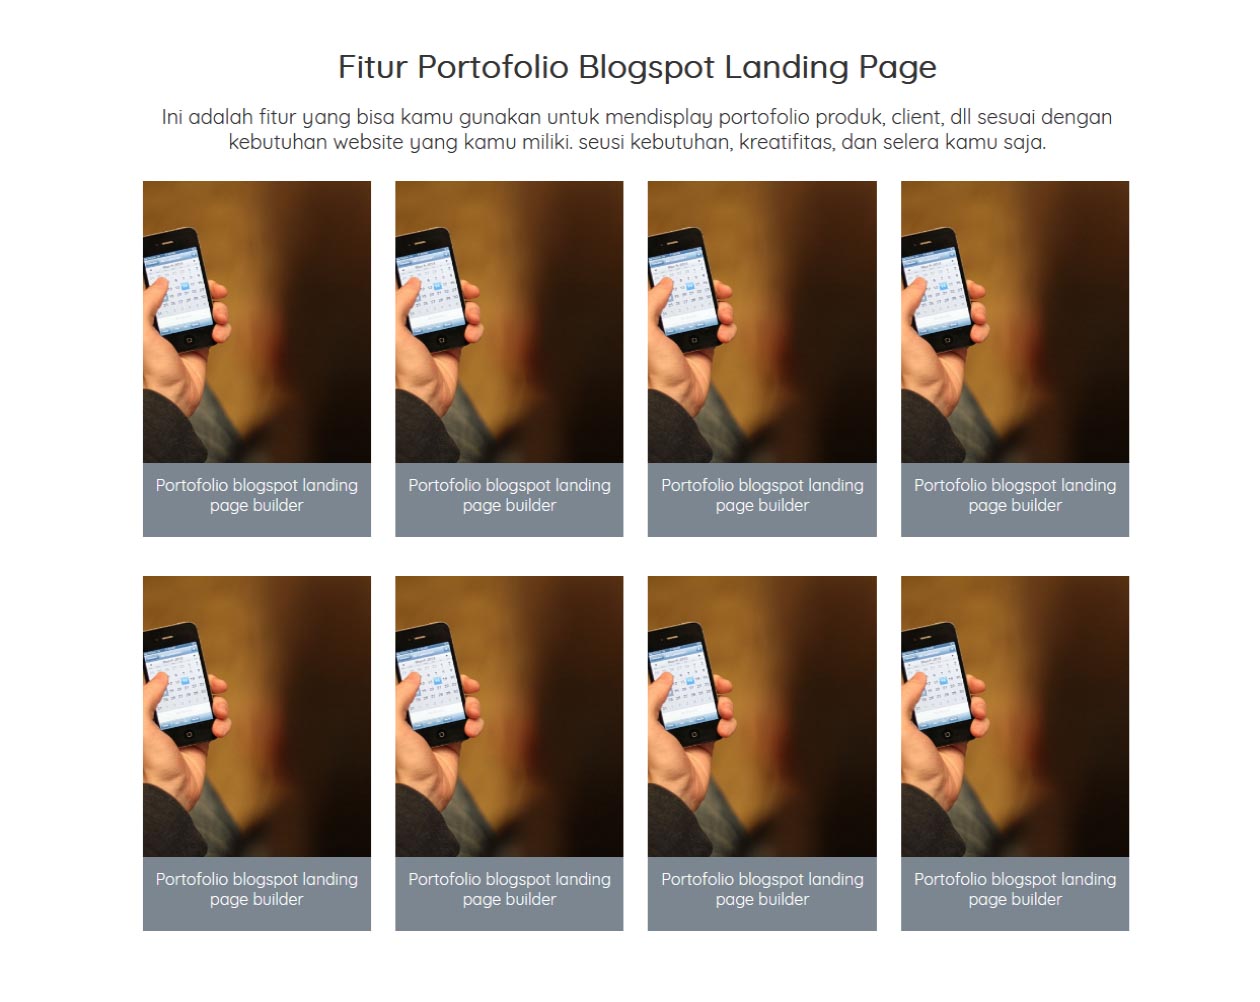 Fitur Portofolio Blogspot Landing Page
Ini adalah fitur yang bisa kamu gunakan untuk mendisplay portofolio produk, client, dll sesuai dengan
kebutuhan website yang kamu miliki. seusi kebutuhan, kreatifitas, dan selera kamu saja.
Portofolio blogspot landing
page builder
Portofolio blogspot landing
page builder
Portofolio blogspot landing
page builder
Portofolio blogspot landing
page builder
Portofolio blogspot landing
page builder
Portofolio blogspot landing
page builder
Portofolio blogspot landing
page builder
Portofolio blogspot landing
page builder